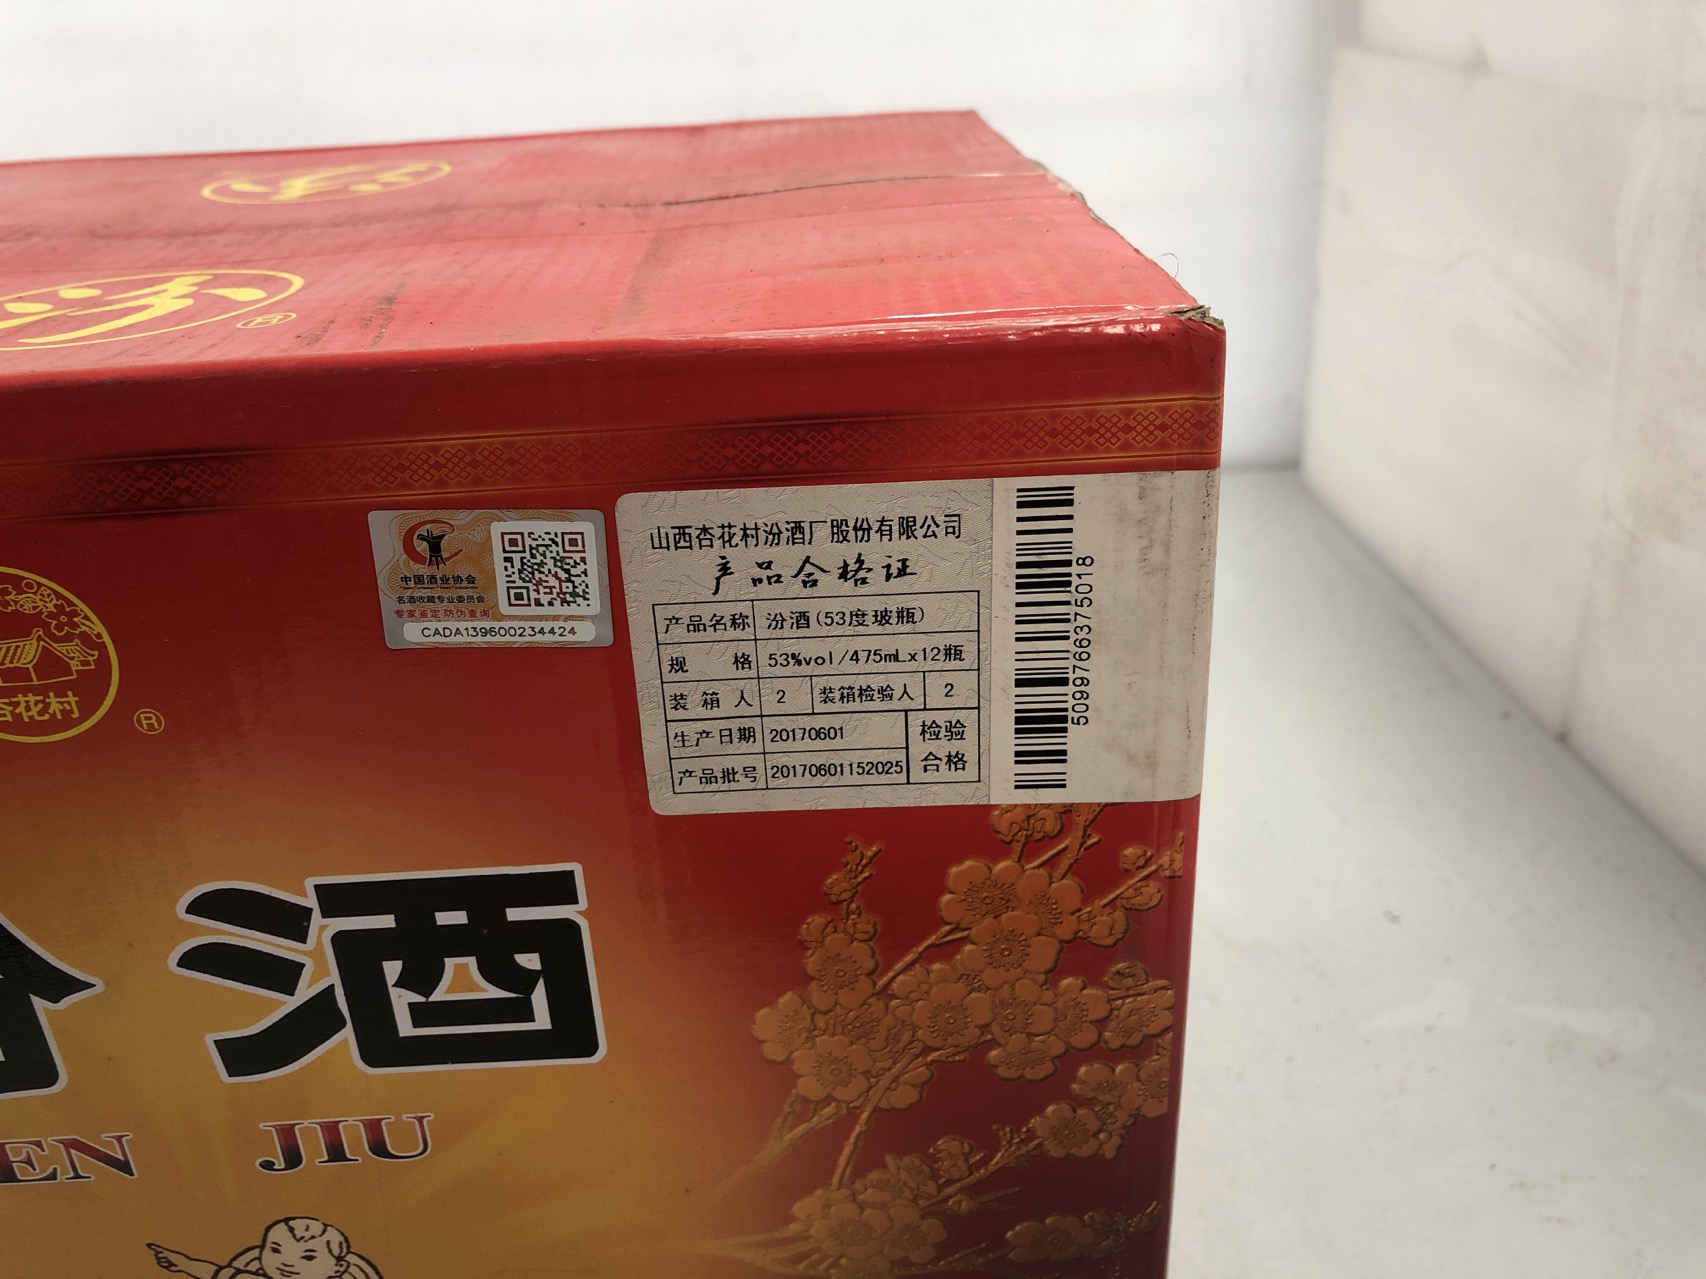 汾
汾
®
中国酒业协会
名酒收藏专业委员会
专家鉴定 防伪查询
CADA139600234424
山西杏花村汾酒厂股份有限公司
产品合格证
产品名称 汾酒(53度玻瓶)
规格 53%vol/475mLx12瓶
装箱人 2 装箱检验人 2
生产日期 20170601 检验
产品批号 20170601152025 合格
5099766375018
杏花村
®
汾酒
EN JIU